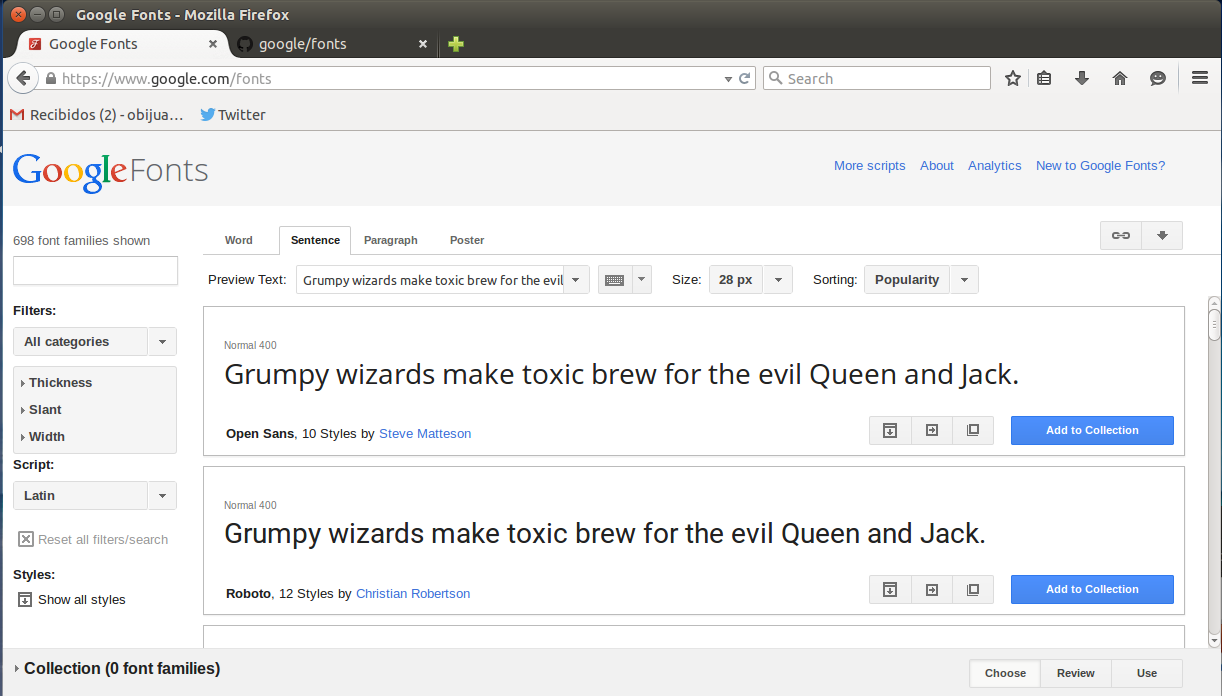 Google Fonts - Mozilla Firefox
Google Fonts
google/fonts
https://www.google.com/fonts
Search
Recibidos (2) - obijua...
Twitter
Google Fonts
More scripts About Analytics New to Google Fonts?
698 font families shown
Word Sentence Paragraph Poster
Preview Text: Grumpy wizards make toxic brew for the evil Size: 28 px Sorting: Popularity
Filters:
All categories
Thickness
Slant
Width
Script:
Latin
Reset all filters/search
Styles:
Show all styles
Normal 400
Grumpy wizards make toxic brew for the evil Queen and Jack.
Open Sans, 10 Styles by Steve Matteson
Add to Collection
Normal 400
Grumpy wizards make toxic brew for the evil Queen and Jack.
Roboto, 12 Styles by Christian Robertson
Add to Collection
Collection (0 font families)
Choose Review Use